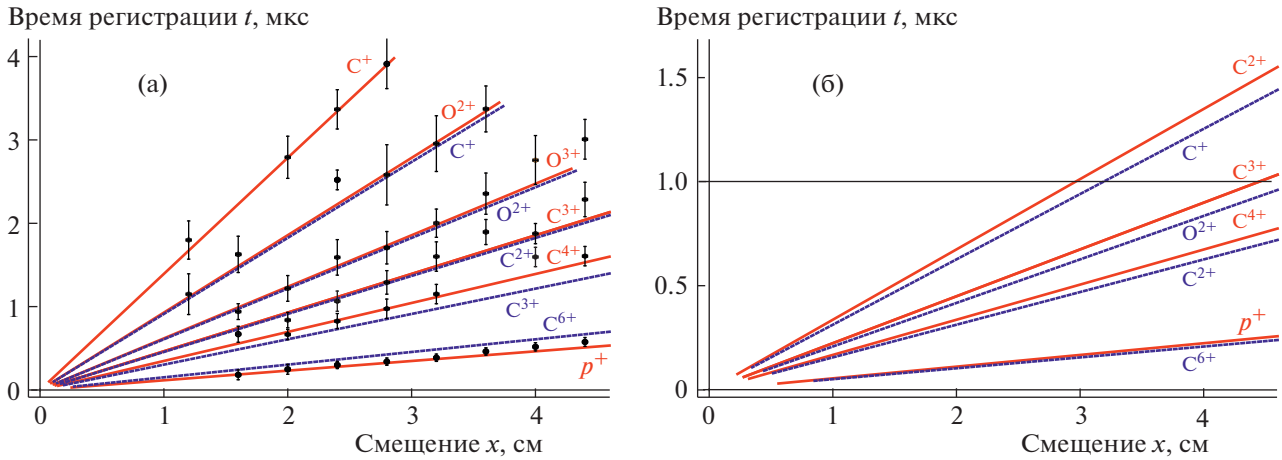 Время регистрации t, мкс
4
3
2
1
0
(а)
C⁺
O²⁺
C⁺
O³⁺
O²⁺
C³⁺
C²⁺
C⁴⁺
C³⁺
C⁶⁺
p⁺
0 1 2 3 4
Смещение x, см
Время регистрации t, мкс
1.5
1.0
0.5
0
(б)
C²⁺
C⁺
C³⁺
O²⁺
C⁴⁺
C²⁺
p⁺
C⁶⁺
0 1 2 3 4
Смещение x, см